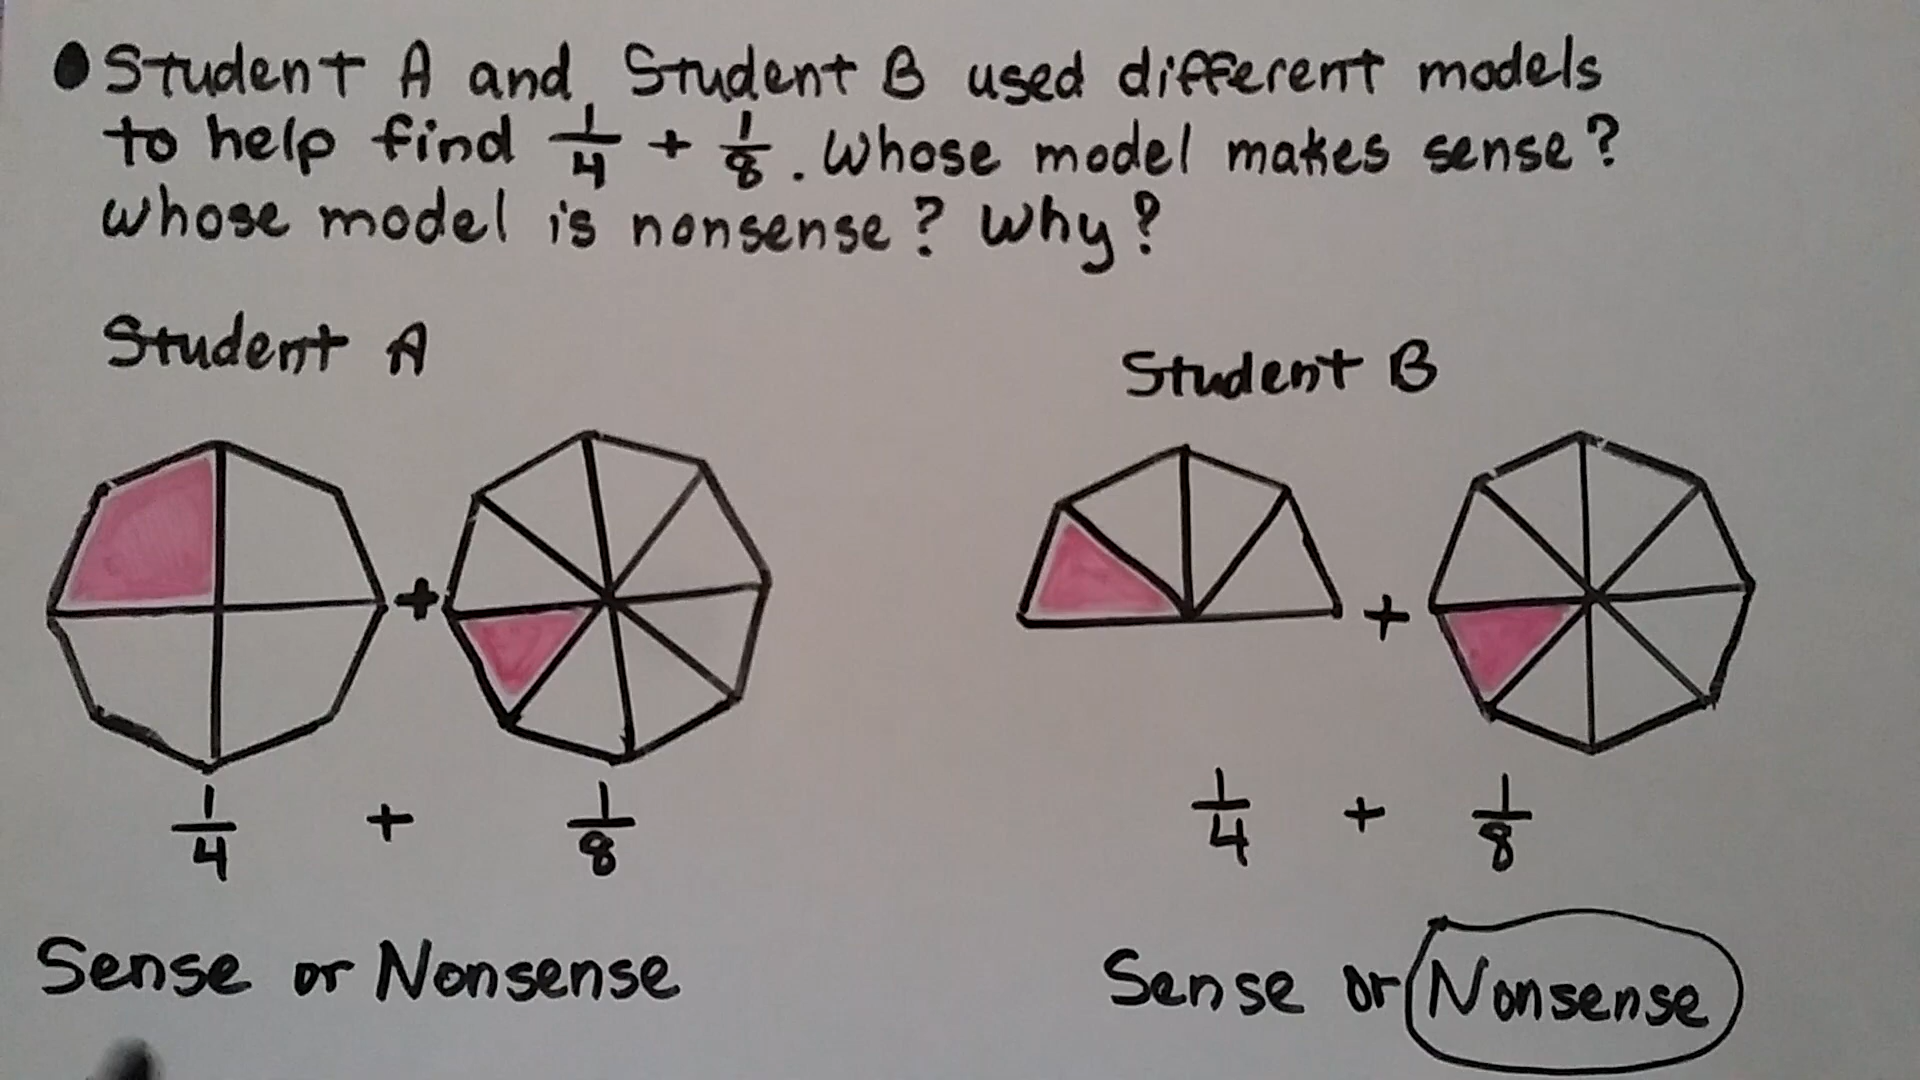 Student A and Student B used different models
to help find 1/4 + 1/8. Whose model makes sense?
Whose model is nonsense? Why?
Student A
Student B
+
+
1/4 + 1/8
1/4 + 1/8
Sense or Nonsense
Sense or Nonsense